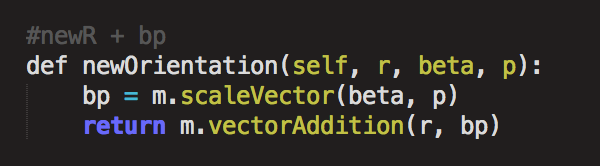 #newR + bp
def newOrientation(self, r, beta, p):
    bp = m.scaleVector(beta, p)
    return m.vectorAddition(r, bp)